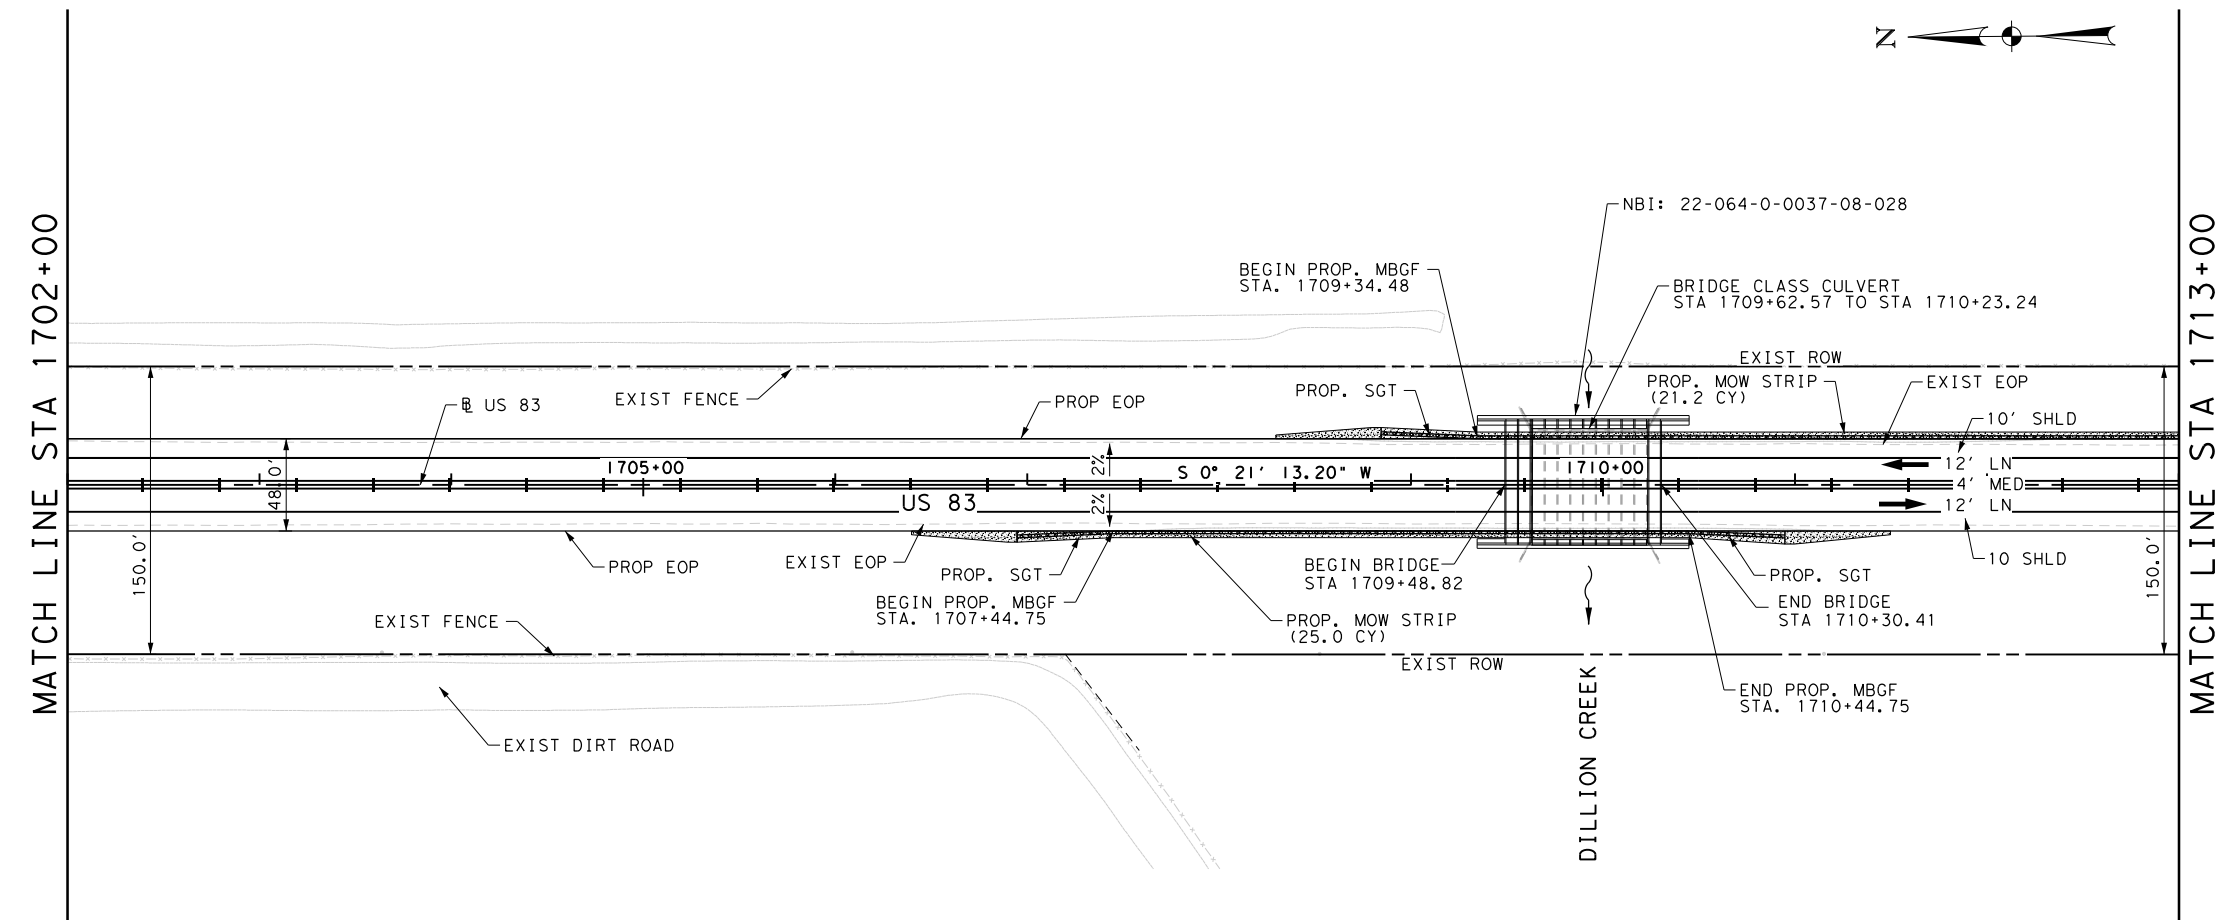 N
MATCH LINE STA 1702+00
MATCH LINE STA 1713+00
NBI: 22-064-0-0037-08-028
BEGIN PROP. MBGF
STA. 1709+34.48
BRIDGE CLASS CULVERT
STA 1709+62.57 TO STA 1710+23.24
EXIST ROW
EXIST FENCE
PROP. SGT
PROP. MOW STRIP
(21.2 CY)
EXIST EOP
℄ US 83
PROP EOP
10' SHLD
150.0'
48.0'
1705+00
2%
2%
S 0° 21' 13.20" W
1710+00
12' LN
4' MED
12' LN
US 83
150.0'
PROP EOP
EXIST EOP
PROP. SGT
BEGIN PROP. MBGF
STA. 1707+44.75
BEGIN BRIDGE
STA 1709+48.82
PROP. MOW STRIP
(25.0 CY)
10 SHLD
PROP. SGT
END BRIDGE
STA 1710+30.41
EXIST FENCE
EXIST ROW
END PROP. MBGF
STA. 1710+44.75
EXIST DIRT ROAD
DILLION CREEK